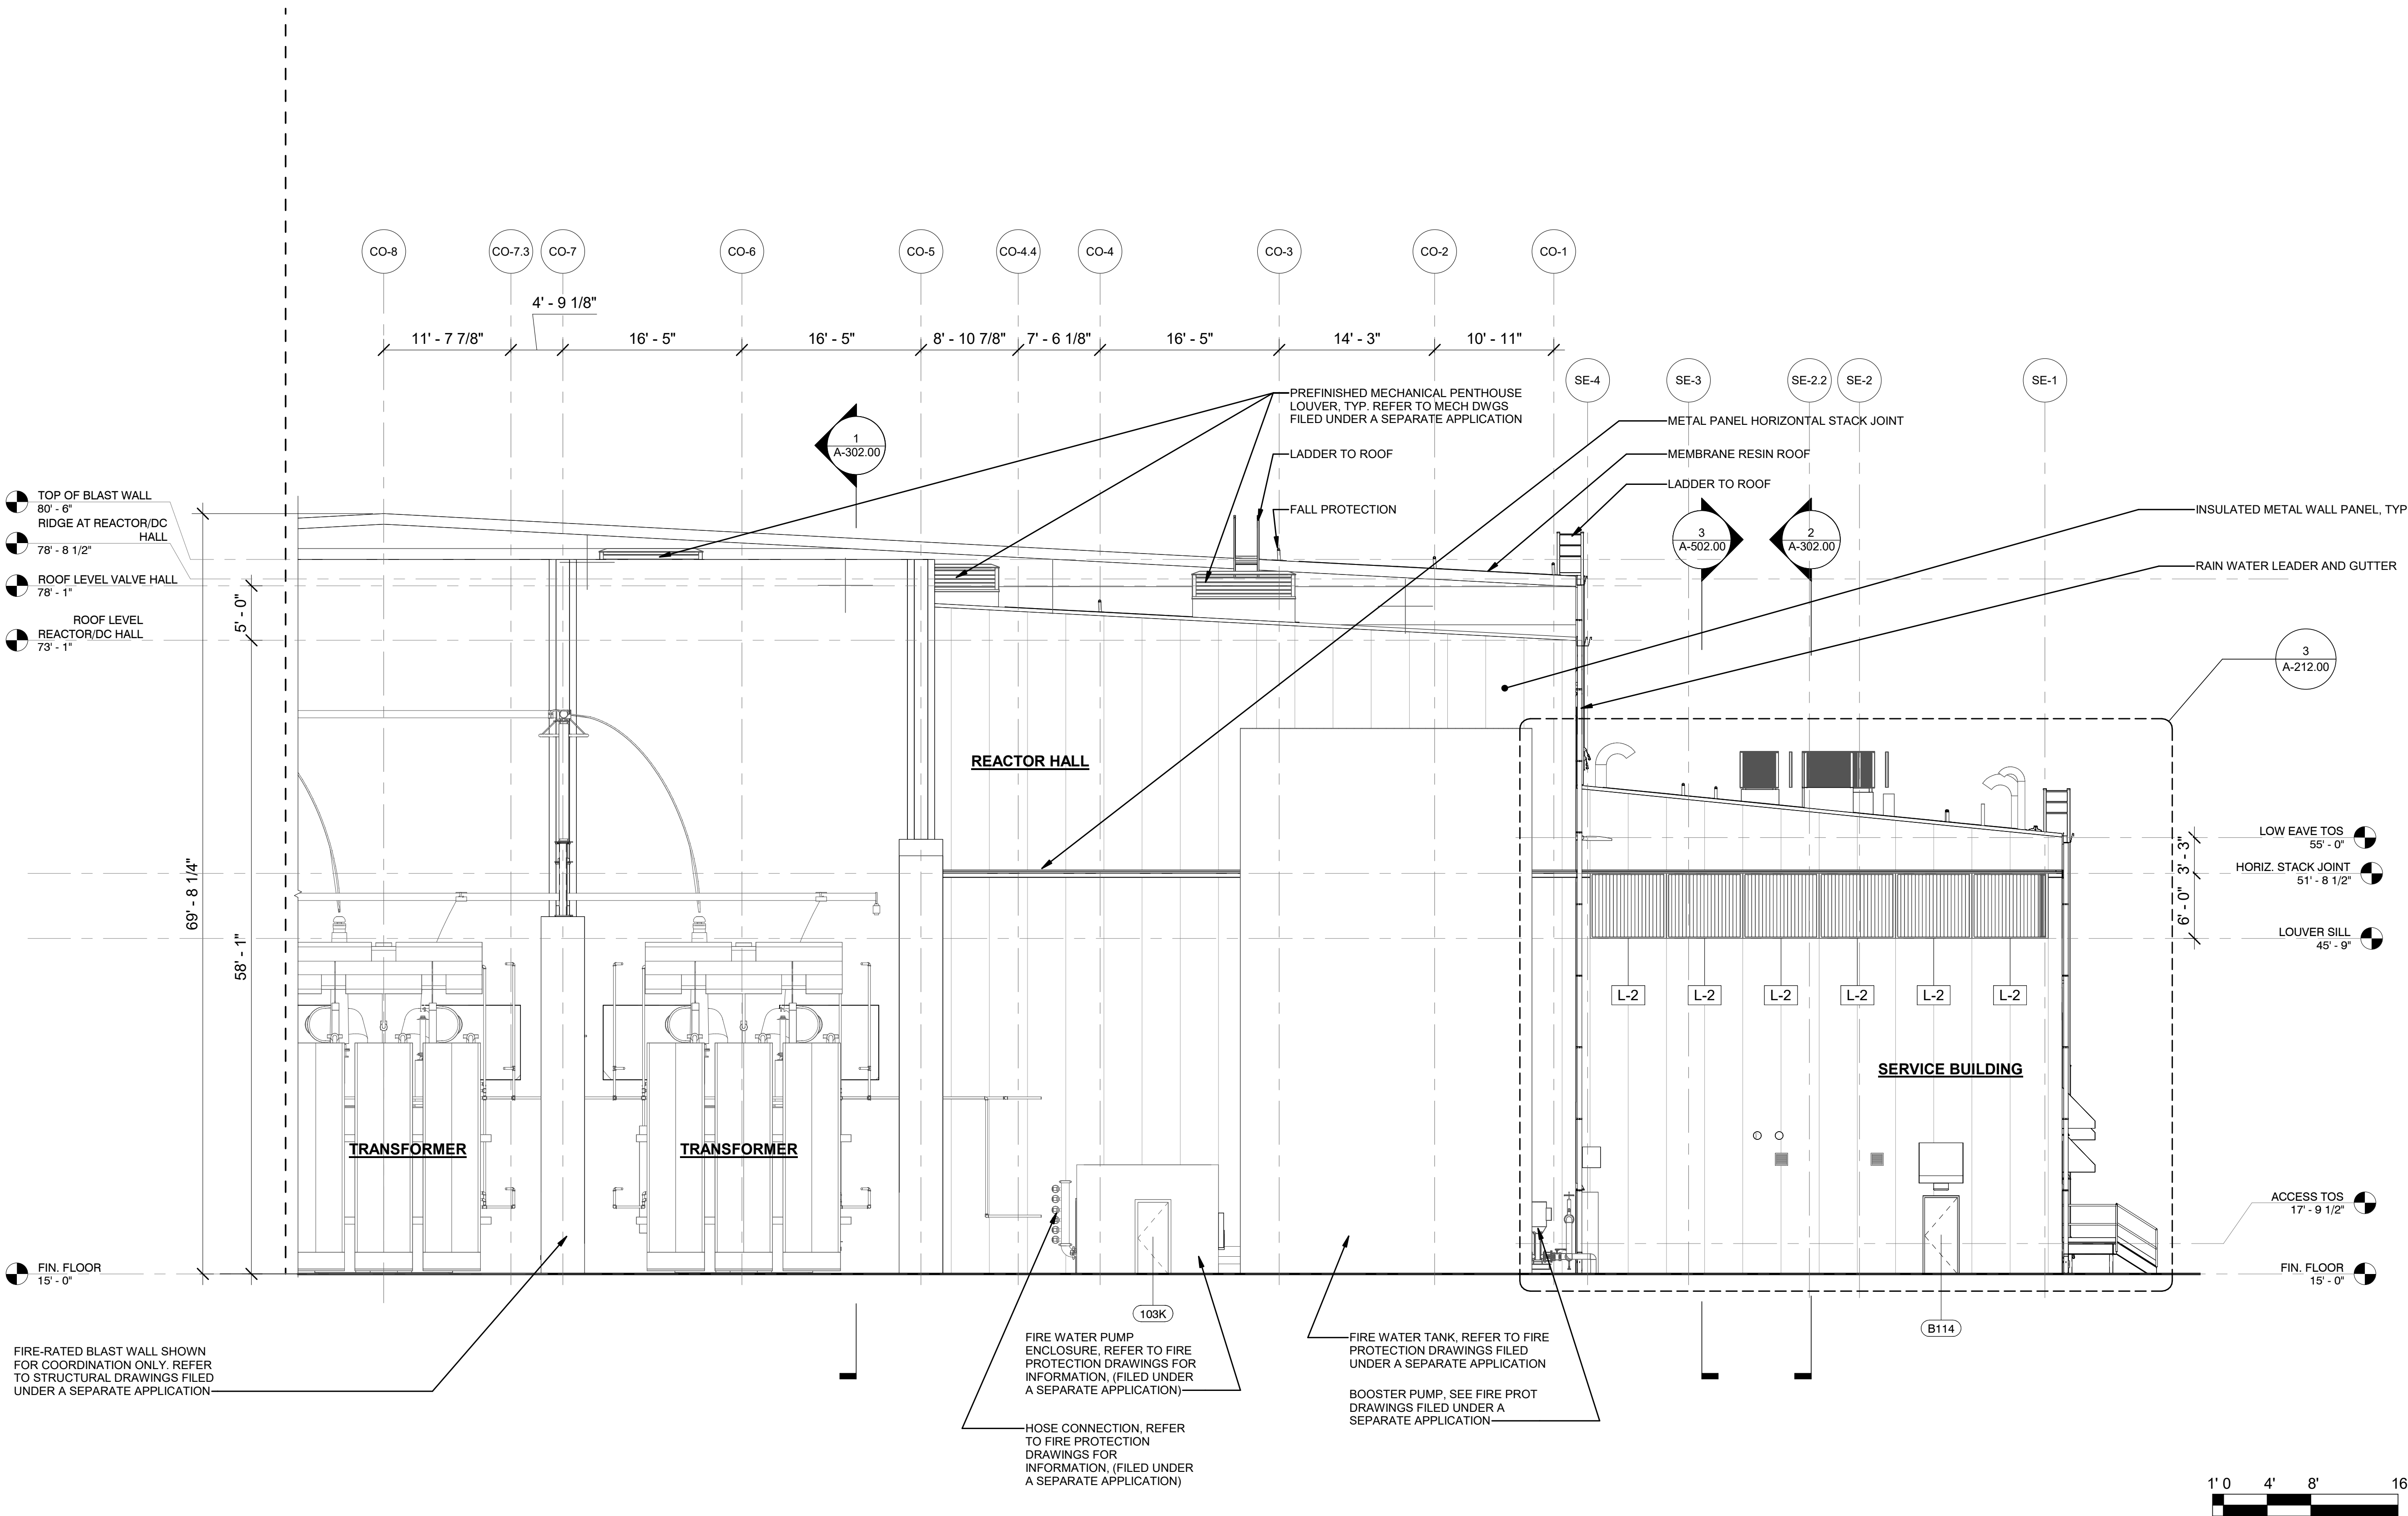 CO-8
CO-7.3
CO-7
CO-6
CO-5
CO-4.4
CO-4
CO-3
CO-2
CO-1
4' - 9 1/8"
11' - 7 7/8"
16' - 5"
16' - 5"
8' - 10 7/8"
7' - 6 1/8"
16' - 5"
14' - 3"
10' - 11"
SE-4
SE-3
SE-2.2
SE-2
SE-1
PREFINISHED MECHANICAL PENTHOUSE
LOUVER, TYP. REFER TO MECH DWGS
FILED UNDER A SEPARATE APPLICATION
LADDER TO ROOF
FALL PROTECTION
METAL PANEL HORIZONTAL STACK JOINT
MEMBRANE RESIN ROOF
LADDER TO ROOF
INSULATED METAL WALL PANEL, TYP
RAIN WATER LEADER AND GUTTER
1
A-302.00
3
A-502.00
2
A-302.00
3
A-212.00
TOP OF BLAST WALL
80' - 6"
RIDGE AT REACTOR/DC
HALL
78' - 8 1/2"
ROOF LEVEL VALVE HALL
78' - 1"
ROOF LEVEL
REACTOR/DC HALL
73' - 1"
5' - 0"
69' - 8 1/4"
58' - 1"
REACTOR HALL
LOW EAVE TOS
55' - 0"
HORIZ. STACK JOINT
51' - 8 1/2"
LOUVER SILL
45' - 9"
3' - 3"
6' - 0"
L-2
L-2
L-2
L-2
L-2
L-2
SERVICE BUILDING
TRANSFORMER
TRANSFORMER
ACCESS TOS
17' - 9 1/2"
FIN. FLOOR
15' - 0"
FIN. FLOOR
15' - 0"
103K
B114
FIRE-RATED BLAST WALL SHOWN
FOR COORDINATION ONLY. REFER
TO STRUCTURAL DRAWINGS FILED
UNDER A SEPARATE APPLICATION
FIRE WATER PUMP
ENCLOSURE, REFER TO FIRE
PROTECTION DRAWINGS FOR
INFORMATION, (FILED UNDER
A SEPARATE APPLICATION)
HOSE CONNECTION, REFER
TO FIRE PROTECTION
DRAWINGS FOR
INFORMATION, (FILED UNDER
A SEPARATE APPLICATION)
FIRE WATER TANK, REFER TO FIRE
PROTECTION DRAWINGS FILED
UNDER A SEPARATE APPLICATION
BOOSTER PUMP, SEE FIRE PROT
DRAWINGS FILED UNDER A
SEPARATE APPLICATION
1' 0 4' 8' 16